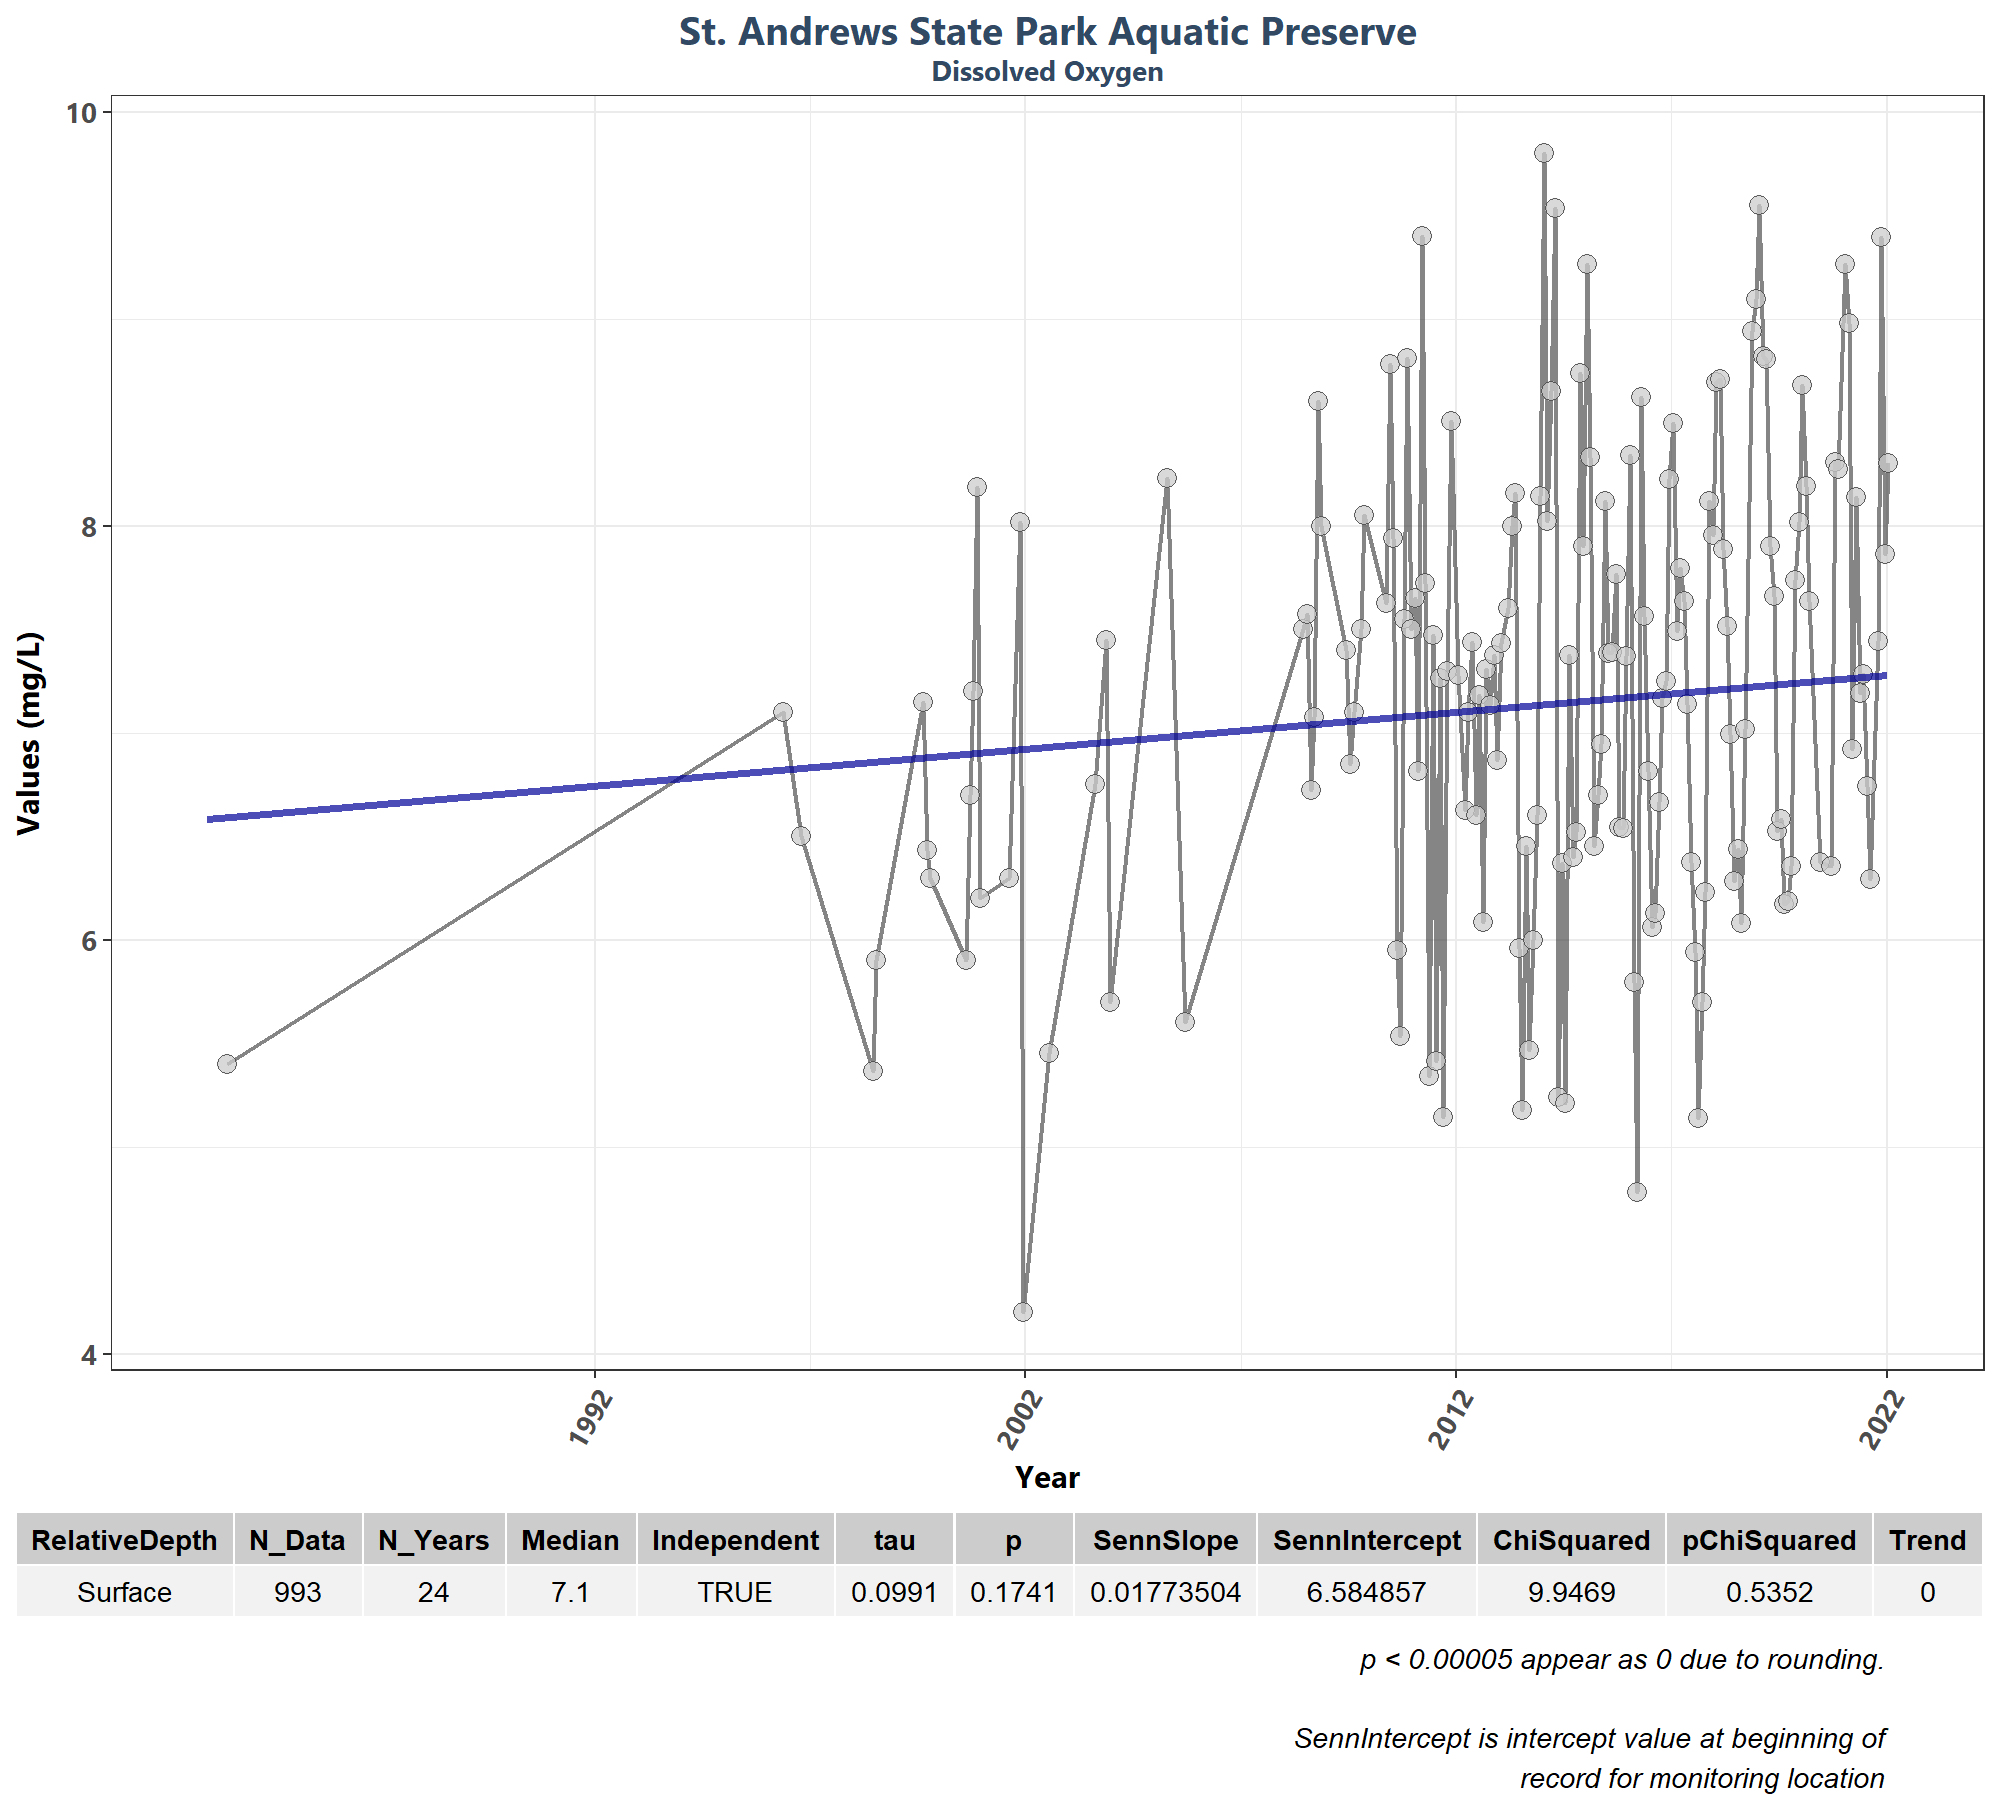 St. Andrews State Park Aquatic Preserve
Dissolved Oxygen
10
8
6
4
Values (mg/L)
1992
2002
2012
2022
Year
RelativeDepth N_Data N_Years Median Independent tau p SennSlope SennIntercept ChiSquared pChiSquared Trend
Surface 993 24 7.1 TRUE 0.0991 0.1741 0.01773504 6.584857 9.9469 0.5352 0
p < 0.00005 appear as 0 due to rounding.
SennIntercept is intercept value at beginning of
record for monitoring location